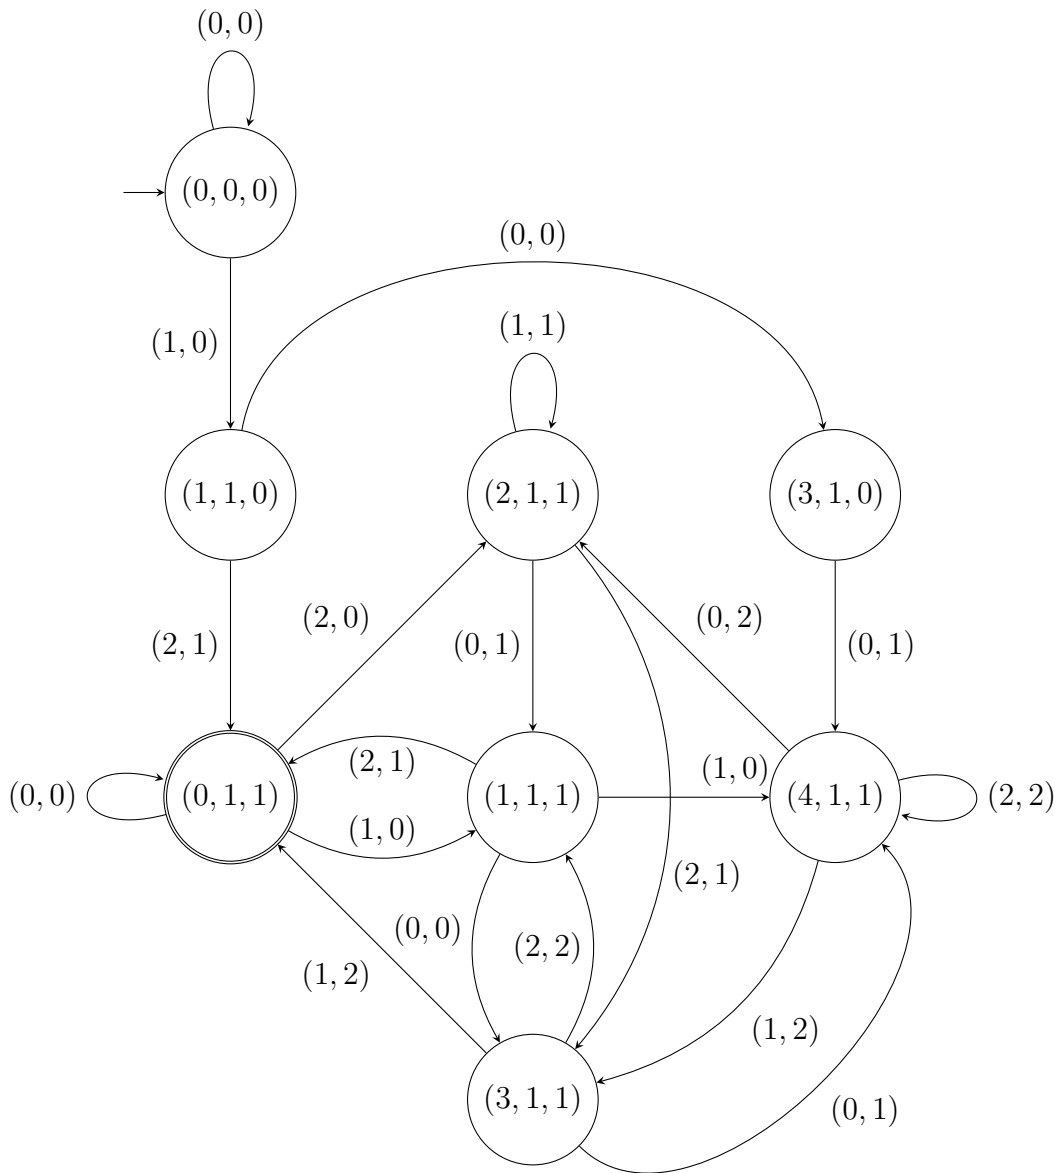 (0, 0)
(0, 0, 0)
(0, 0)
(1, 0)
(1, 1)
(1, 1, 0)
(2, 1, 1)
(3, 1, 0)
(2, 1)
(2, 0)
(0, 1)
(0, 2)
(0, 1)
(2, 1)
(1, 0)
(0, 0)
(0, 1, 1)
(1, 1, 1)
(4, 1, 1)
(2, 2)
(1, 0)
(2, 1)
(0, 0)
(2, 2)
(1, 2)
(1, 2)
(3, 1, 1)
(0, 1)